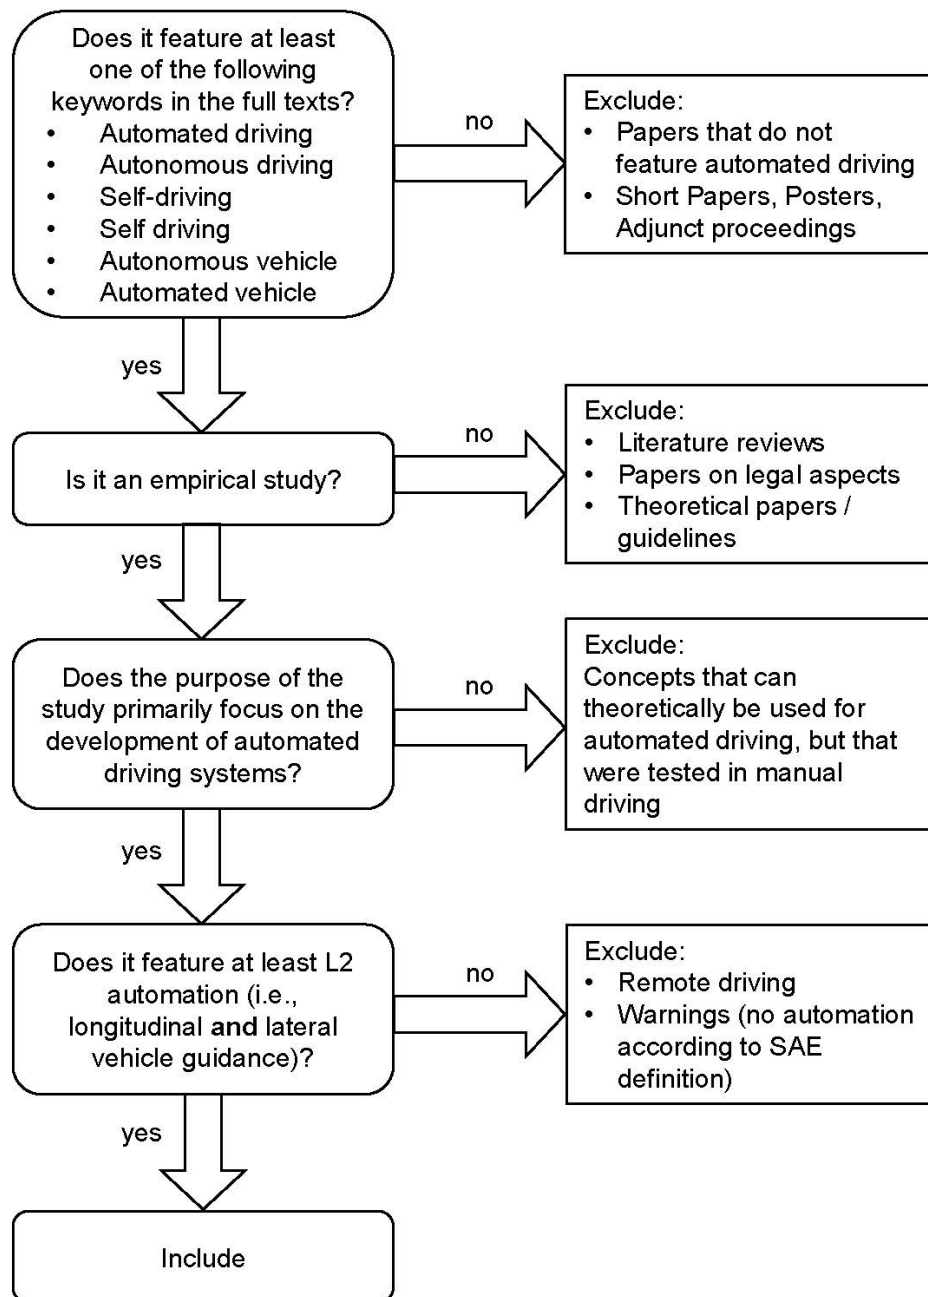 Does it feature at least
one of the following
keywords in the full texts?
• Automated driving
• Autonomous driving
• Self-driving
• Self driving
• Autonomous vehicle
• Automated vehicle
no
Exclude:
• Papers that do not
feature automated driving
• Short Papers, Posters,
Adjunct proceedings
yes
Is it an empirical study?
no
Exclude:
• Literature reviews
• Papers on legal aspects
• Theoretical papers /
guidelines
yes
Does the purpose of the
study primarily focus on the
development of automated
driving systems?
no
Exclude:
Concepts that can
theoretically be used for
automated driving, but that
were tested in manual
driving
yes
Does it feature at least L2
automation (i.e.,
longitudinal and lateral
vehicle guidance)?
no
Exclude:
• Remote driving
• Warnings (no automation
according to SAE
definition)
yes
Include